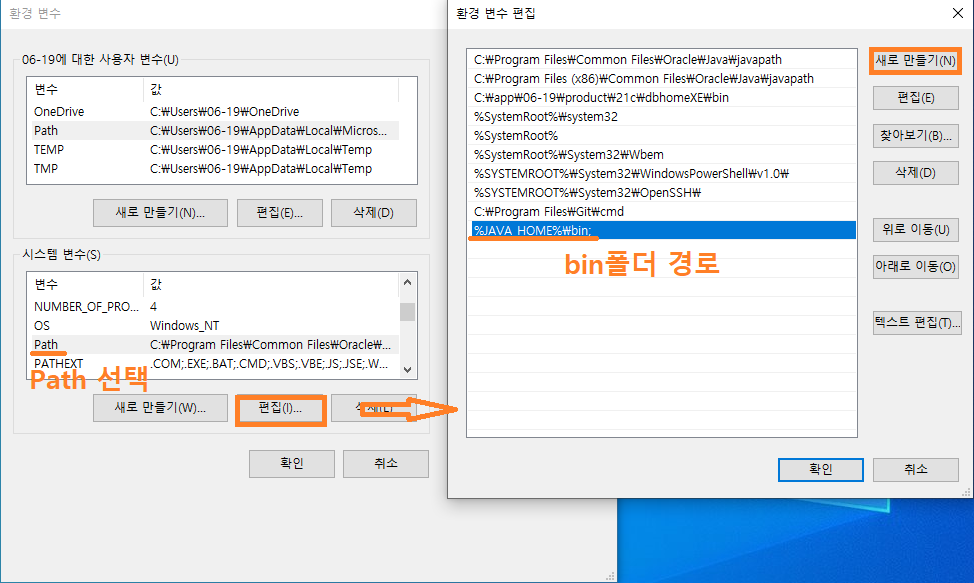 환경 변수
06-19에 대한 사용자 변수(U)
변수 값
OneDrive C:₩Users₩06-19₩OneDrive
Path C:₩Users₩06-19₩AppData₩Local₩Micros...
TEMP C:₩Users₩06-19₩AppData₩Local₩Temp
TMP C:₩Users₩06-19₩AppData₩Local₩Temp
새로 만들기(N)... 편집(E)... 삭제(D)
시스템 변수(S)
변수 값
NUMBER_OF_PRO... 4
OS Windows_NT
Path C:₩Program Files₩Common Files₩Oracle₩...
PATHEXT .COM;.EXE;.BAT;.CMD;.VBS;.VBE;.JS;.JSE;.W...
Path 선택
새로 만들기(W)... 편집(I)... 삭제(L)
확인 취소
환경 변수 편집
C:₩Program Files₩Common Files₩Oracle₩Java₩javapath
C:₩Program Files (x86)₩Common Files₩Oracle₩Java₩javapath
C:₩app₩06-19₩product₩21c₩dbhomeXE₩bin
%SystemRoot%₩system32
%SystemRoot%
%SystemRoot%₩System32₩Wbem
%SYSTEMROOT%₩System32₩WindowsPowerShell₩v1.0₩
%SYSTEMROOT%₩System32₩OpenSSH₩
C:₩Program Files₩Git₩cmd
%JAVA_HOME%₩bin;
bin폴더 경로
새로 만들기(N)
편집(E)
찾아보기(B)...
삭제(D)
위로 이동(U)
아래로 이동(O)
텍스트 편집(T)...
확인 취소